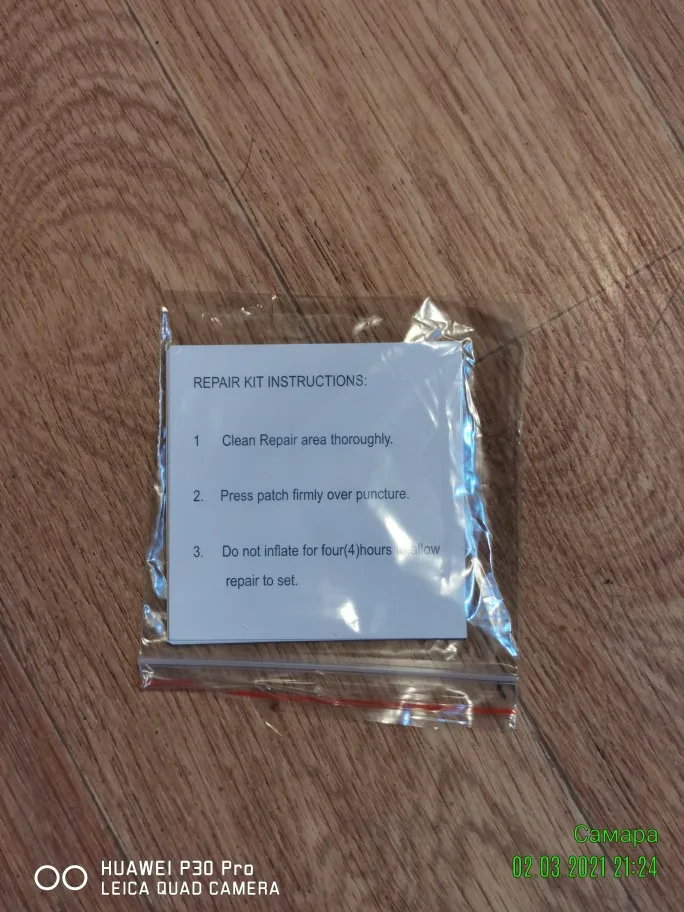 REPAIR KIT INSTRUCTIONS:
1 Clean Repair area thoroughly.
2. Press patch firmly over puncture.
3. Do not inflate for four(4)hours allow
repair to set.
Самара
02 03 2021 21:24
HUAWEI P30 Pro
LEICA QUAD CAMERA